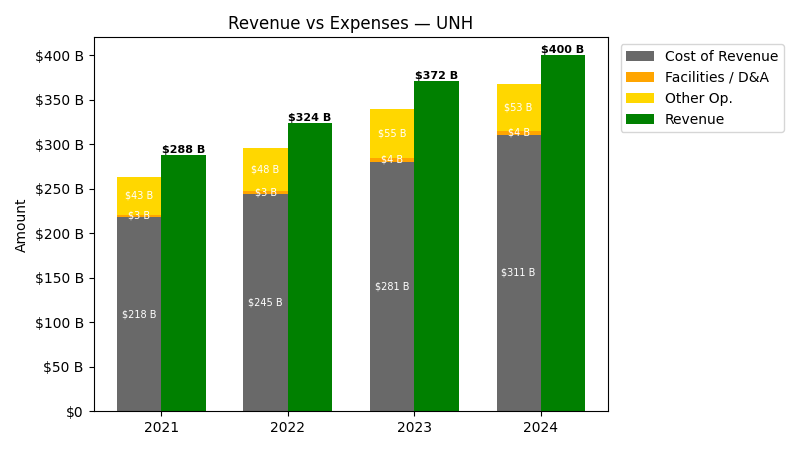 Revenue vs Expenses — UNH
Cost of Revenue
Facilities / D&A
Other Op.
Revenue
Amount
$400 B
$350 B
$300 B
$250 B
$200 B
$150 B
$100 B
$50 B
$0
$288 B
$43 B
$3 B
$218 B
$324 B
$48 B
$3 B
$245 B
$372 B
$55 B
$4 B
$281 B
$400 B
$53 B
$4 B
$311 B
2021 2022 2023 2024